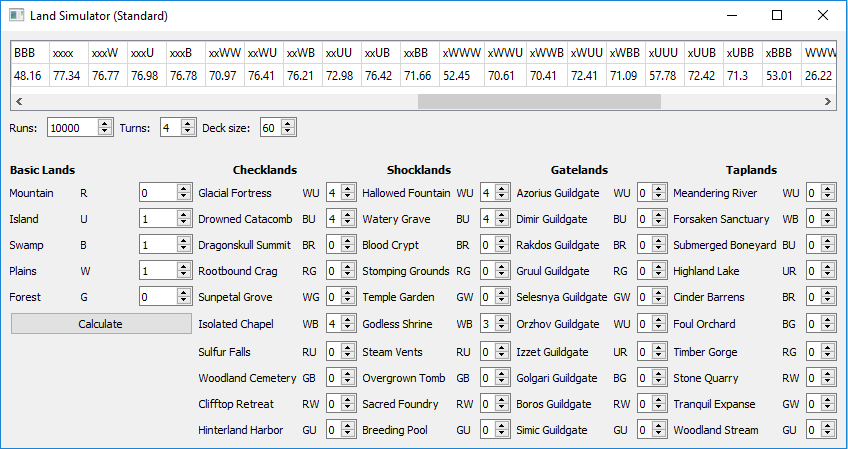 Land Simulator (Standard)
BBB xxxx xxxW xxxU xxxB xxWW xxWU xxWB xxUU xxUB xxBB xWWW xWWU xWWB xWUU xWBB xUUU xUUB xUBB xBBB WWW
48.16 77.34 76.77 76.98 76.78 70.97 76.41 76.21 72.98 76.42 71.66 52.45 70.61 70.41 72.41 71.09 57.78 72.42 71.3 53.01 26.22
Runs: 10000 Turns: 4 Deck size: 60
Basic Lands Checklands Shocklands Gatelands Taplands
Mountain R 0 Glacial Fortress WU 4 Hallowed Fountain WU 4 Azorius Guildgate WU 0 Meandering River WU 0
Island U 1 Drowned Catacomb BU 4 Watery Grave BU 4 Dimir Guildgate BU 0 Forsaken Sanctuary WB 0
Swamp B 1 Dragonskull Summit BR 0 Blood Crypt BR 0 Rakdos Guildgate BR 0 Submerged Boneyard BU 0
Plains W 1 Rootbound Crag RG 0 Stomping Grounds RG 0 Gruul Guildgate RG 0 Highland Lake UR 0
Forest G 0 Sunpetal Grove WG 0 Temple Garden GW 0 Selesnya Guildgate GW 0 Cinder Barrens BR 0
Calculate Isolated Chapel WB 4 Godless Shrine WB 3 Orzhov Guildgate WU 0 Foul Orchard BG 0
Sulfur Falls RU 0 Steam Vents RU 0 Izzet Guildgate UR 0 Timber Gorge RG 0
Woodland Cemetery GB 0 Overgrown Tomb GB 0 Golgari Guildgate BG 0 Stone Quarry RW 0
Clifftop Retreat RW 0 Sacred Foundry RW 0 Boros Guildgate RW 0 Tranquil Expanse GW 0
Hinterland Harbor GU 0 Breeding Pool GU 0 Simic Guildgate GU 0 Woodland Stream GU 0